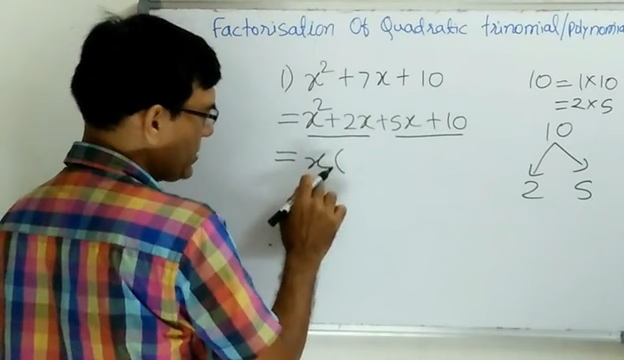 Factorisation Of Quadratic trinomial/polynomia
1) x² + 7x + 10
= x² + 2x + 5x + 10
= x (
10 = 1 x 10
= 2 x 5
10
2 5